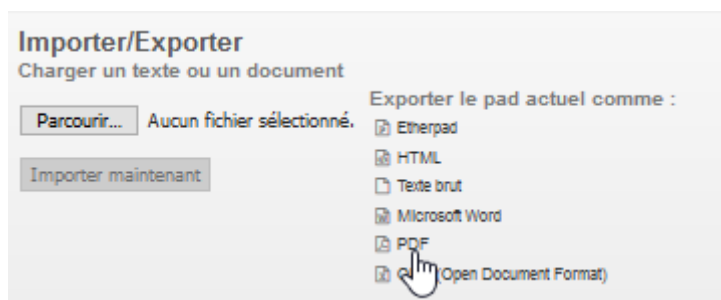 Importer/Exporter
Charger un texte ou un document
Parcourir... Aucun fichier sélectionné.
Importer maintenant
Exporter le pad actuel comme :
Etherpad
HTML
Texte brut
Microsoft Word
PDF
(Open Document Format)